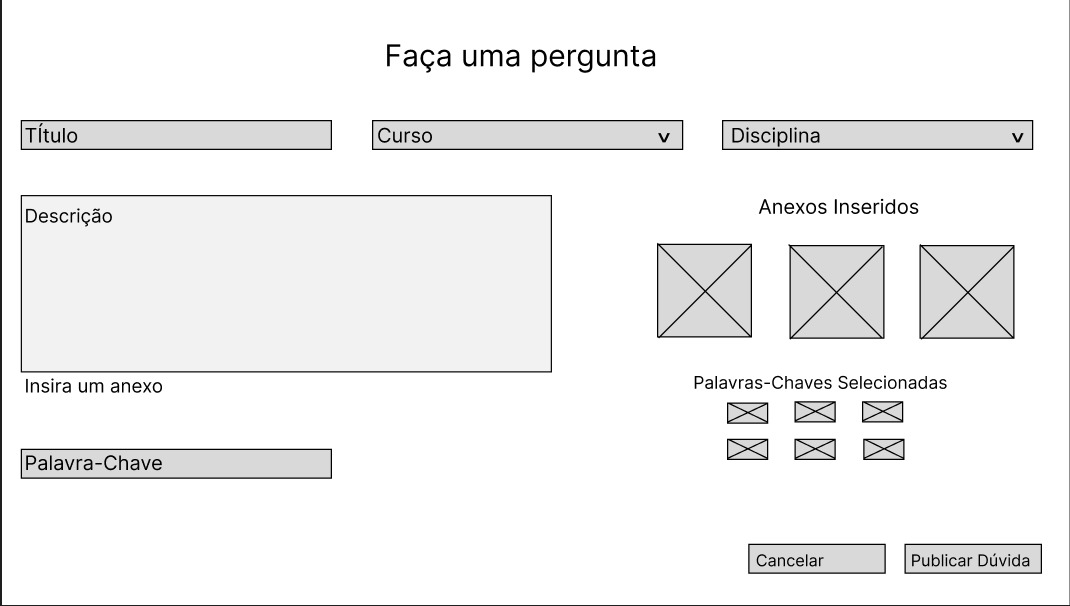 Faça uma pergunta
TÍtulo
Curso v
Disciplina v
Descrição
Anexos Inseridos
Insira um anexo
Palavras-Chaves Selecionadas
Palavra-Chave
Cancelar
Publicar Dúvida